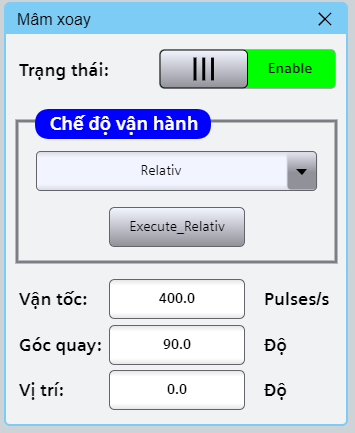 Mâm xoay
Trạng thái: Enable
Chế độ vận hành
Relativ
Execute_Relativ
Vận tốc: 400.0 Pulses/s
Góc quay: 90.0 Độ
Vị trí: 0.0 Độ